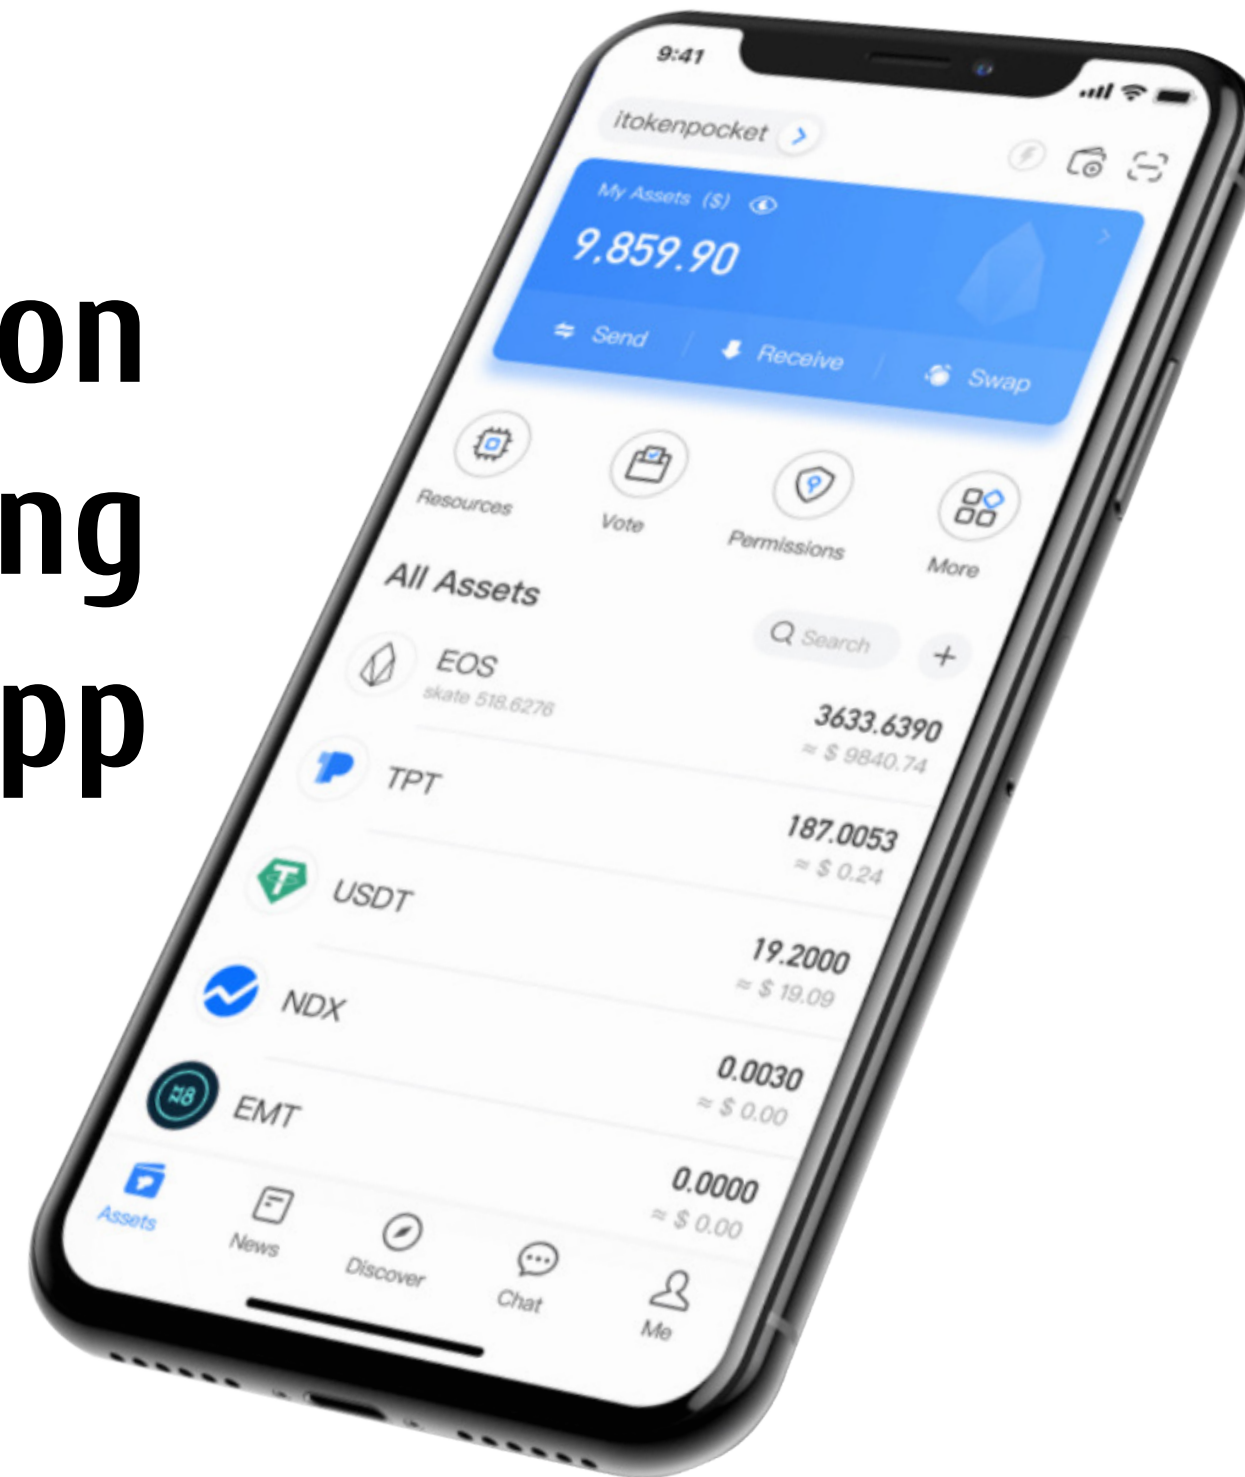 on
ng
pp
9:41
itokenpocket
My Assets ($)
9,859.90
Send
Receive
Swap
Resources
Vote
Permissions
More
All Assets
Search
EOS
skate 518.6276
3633.6390
≈ $ 9840.74
TPT
187.0053
≈ $ 0.24
USDT
19.2000
≈ $ 19.09
NDX
0.0030
≈ $ 0.00
EMT
0.0000
≈ $ 0.00
Assets
News
Discover
Chat
Me